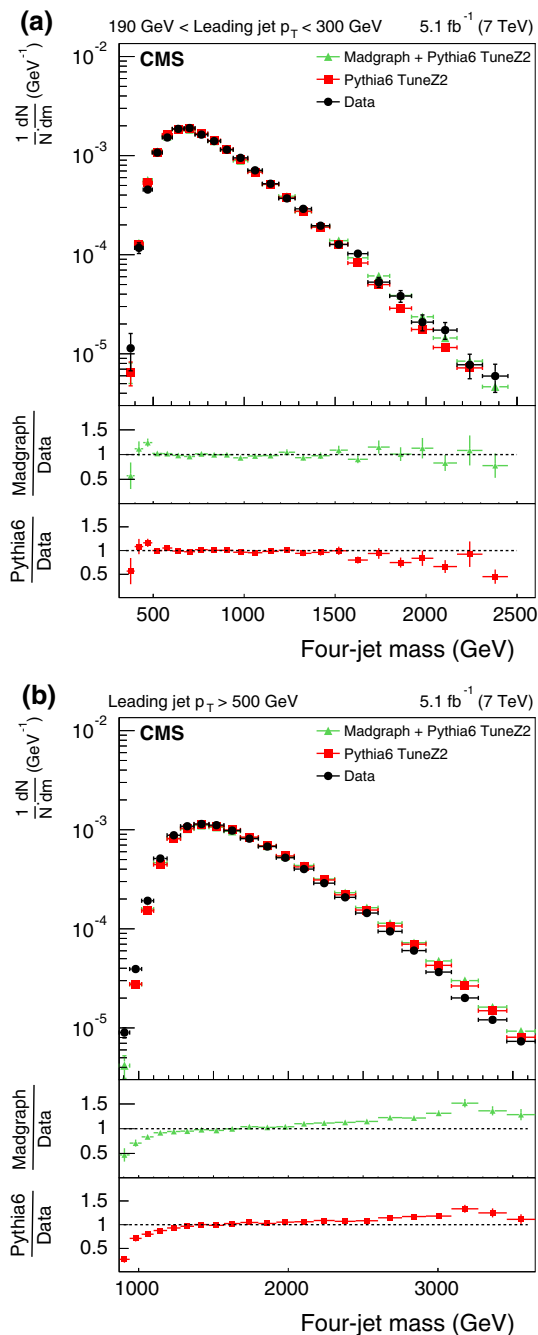 (a)
190 GeV < Leading jet p_T < 300 GeV
5.1 fb^-1 (7 TeV)
CMS
Madgraph + Pythia6 TuneZ2
Pythia6 TuneZ2
Data
1/N dN/dm (GeV^-1)
10^-2
10^-3
10^-4
10^-5
Madgraph
Data
1.5
1
0.5
Pythia6
Data
1.5
1
0.5
500 1000 1500 2000 2500
Four-jet mass (GeV)
(b)
Leading jet p_T > 500 GeV
5.1 fb^-1 (7 TeV)
CMS
Madgraph + Pythia6 TuneZ2
Pythia6 TuneZ2
Data
1/N dN/dm (GeV^-1)
10^-2
10^-3
10^-4
10^-5
Madgraph
Data
1.5
1
0.5
Pythia6
Data
1.5
1
0.5
1000 2000 3000
Four-jet mass (GeV)